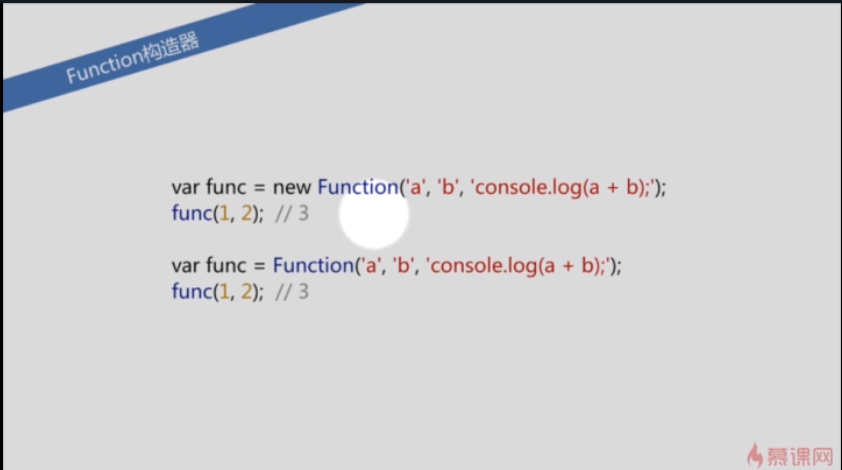 Function构造器
var func = new Function('a', 'b', 'console.log(a + b);');
func(1, 2);  // 3
var func = Function('a', 'b', 'console.log(a + b);');
func(1, 2);  // 3
慕课网